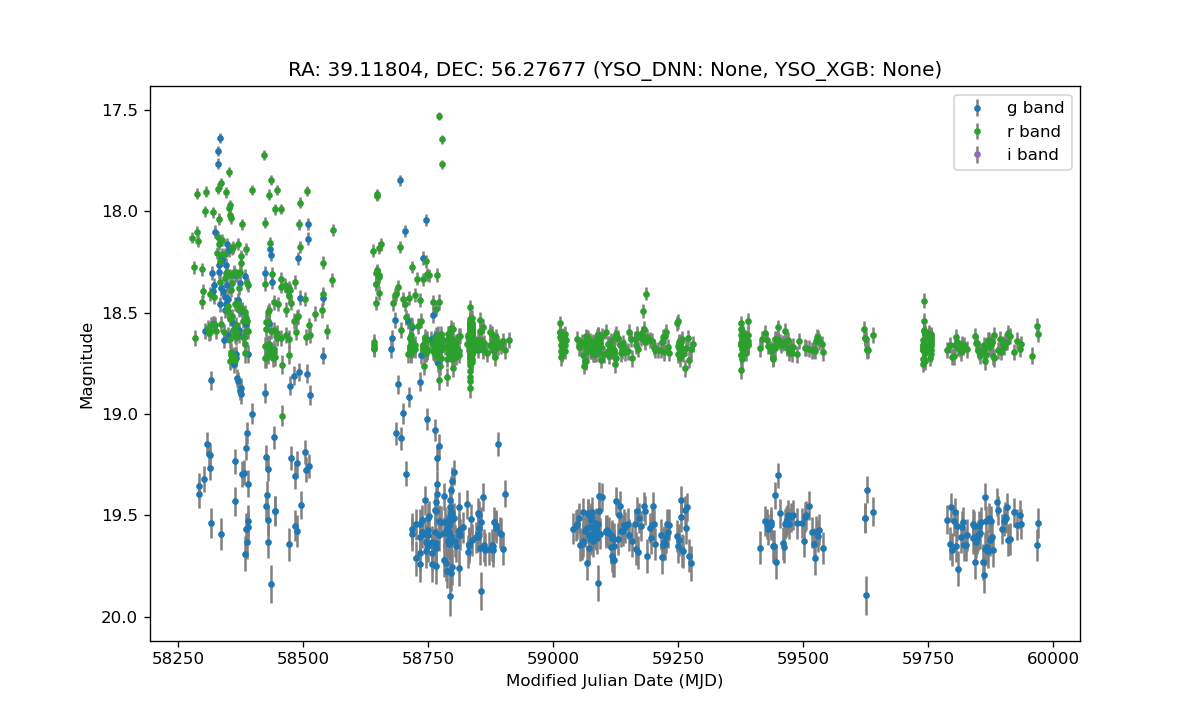 RA: 39.11804, DEC: 56.27677 (YSO_DNN: None, YSO_XGB: None)
g band
r band
i band
17.5
18.0
18.5
19.0
19.5
20.0
Magnitude
58250 58500 58750 59000 59250 59500 59750 60000
Modified Julian Date (MJD)